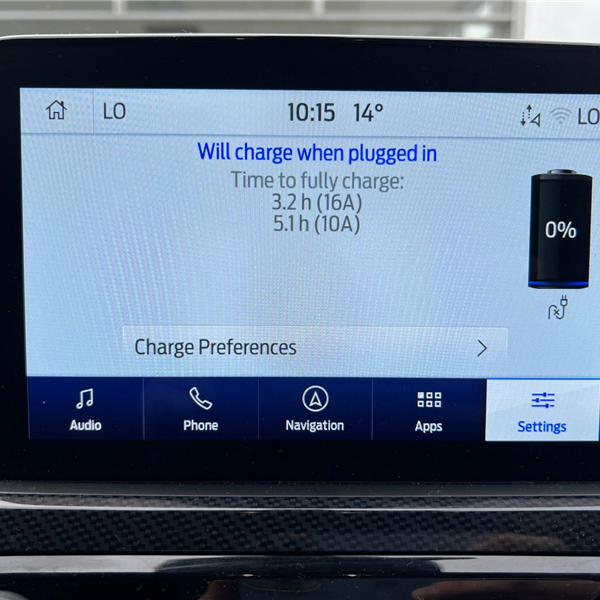 LO 10:15 14° LO
Will charge when plugged in
Time to fully charge:
3.2 h (16A)
5.1 h (10A)
0%
Charge Preferences
Audio Phone Navigation Apps Settings